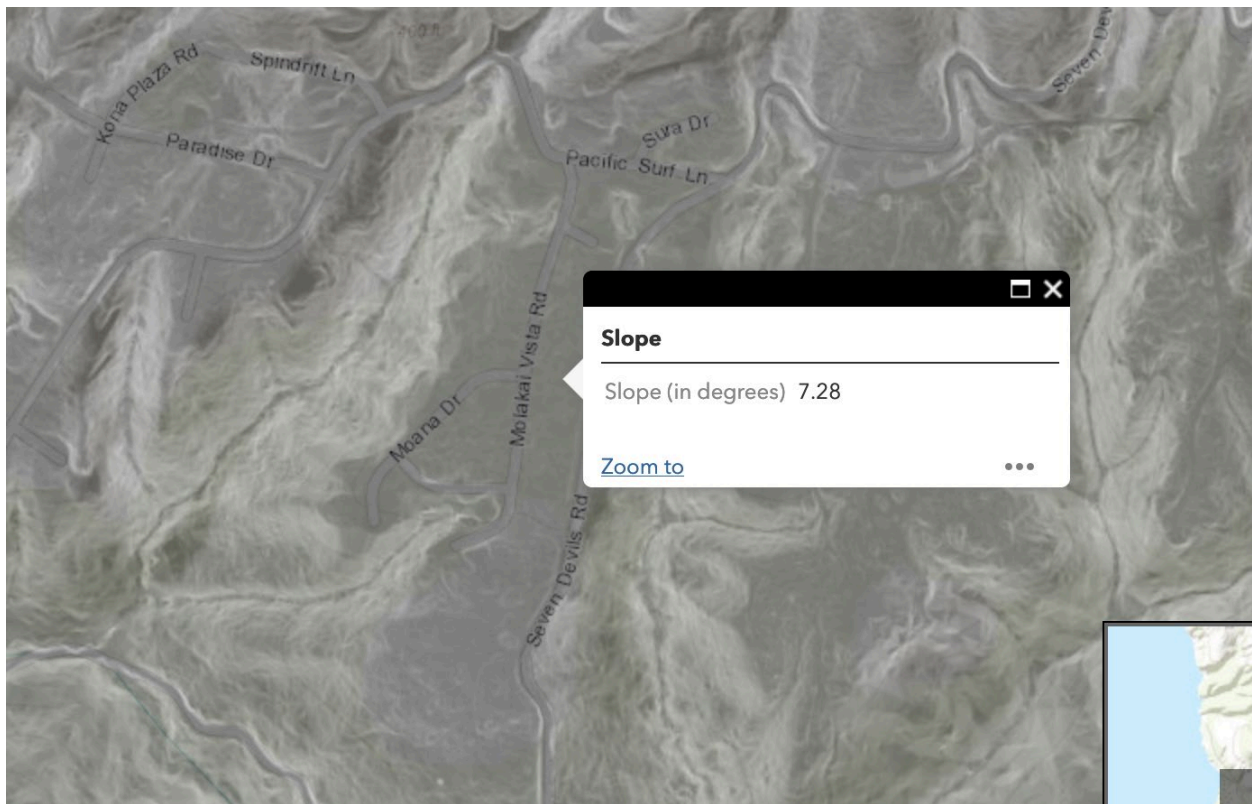 Kona Plaza Rd
Spindrift Ln
Seven Dev
Paradise Dr
Sura Dr
Pacific Surf Ln
Molakai Vista Rd
Moana Dr
Slope
Slope (in degrees) 7.28
Zoom to
Seven Devils Rd